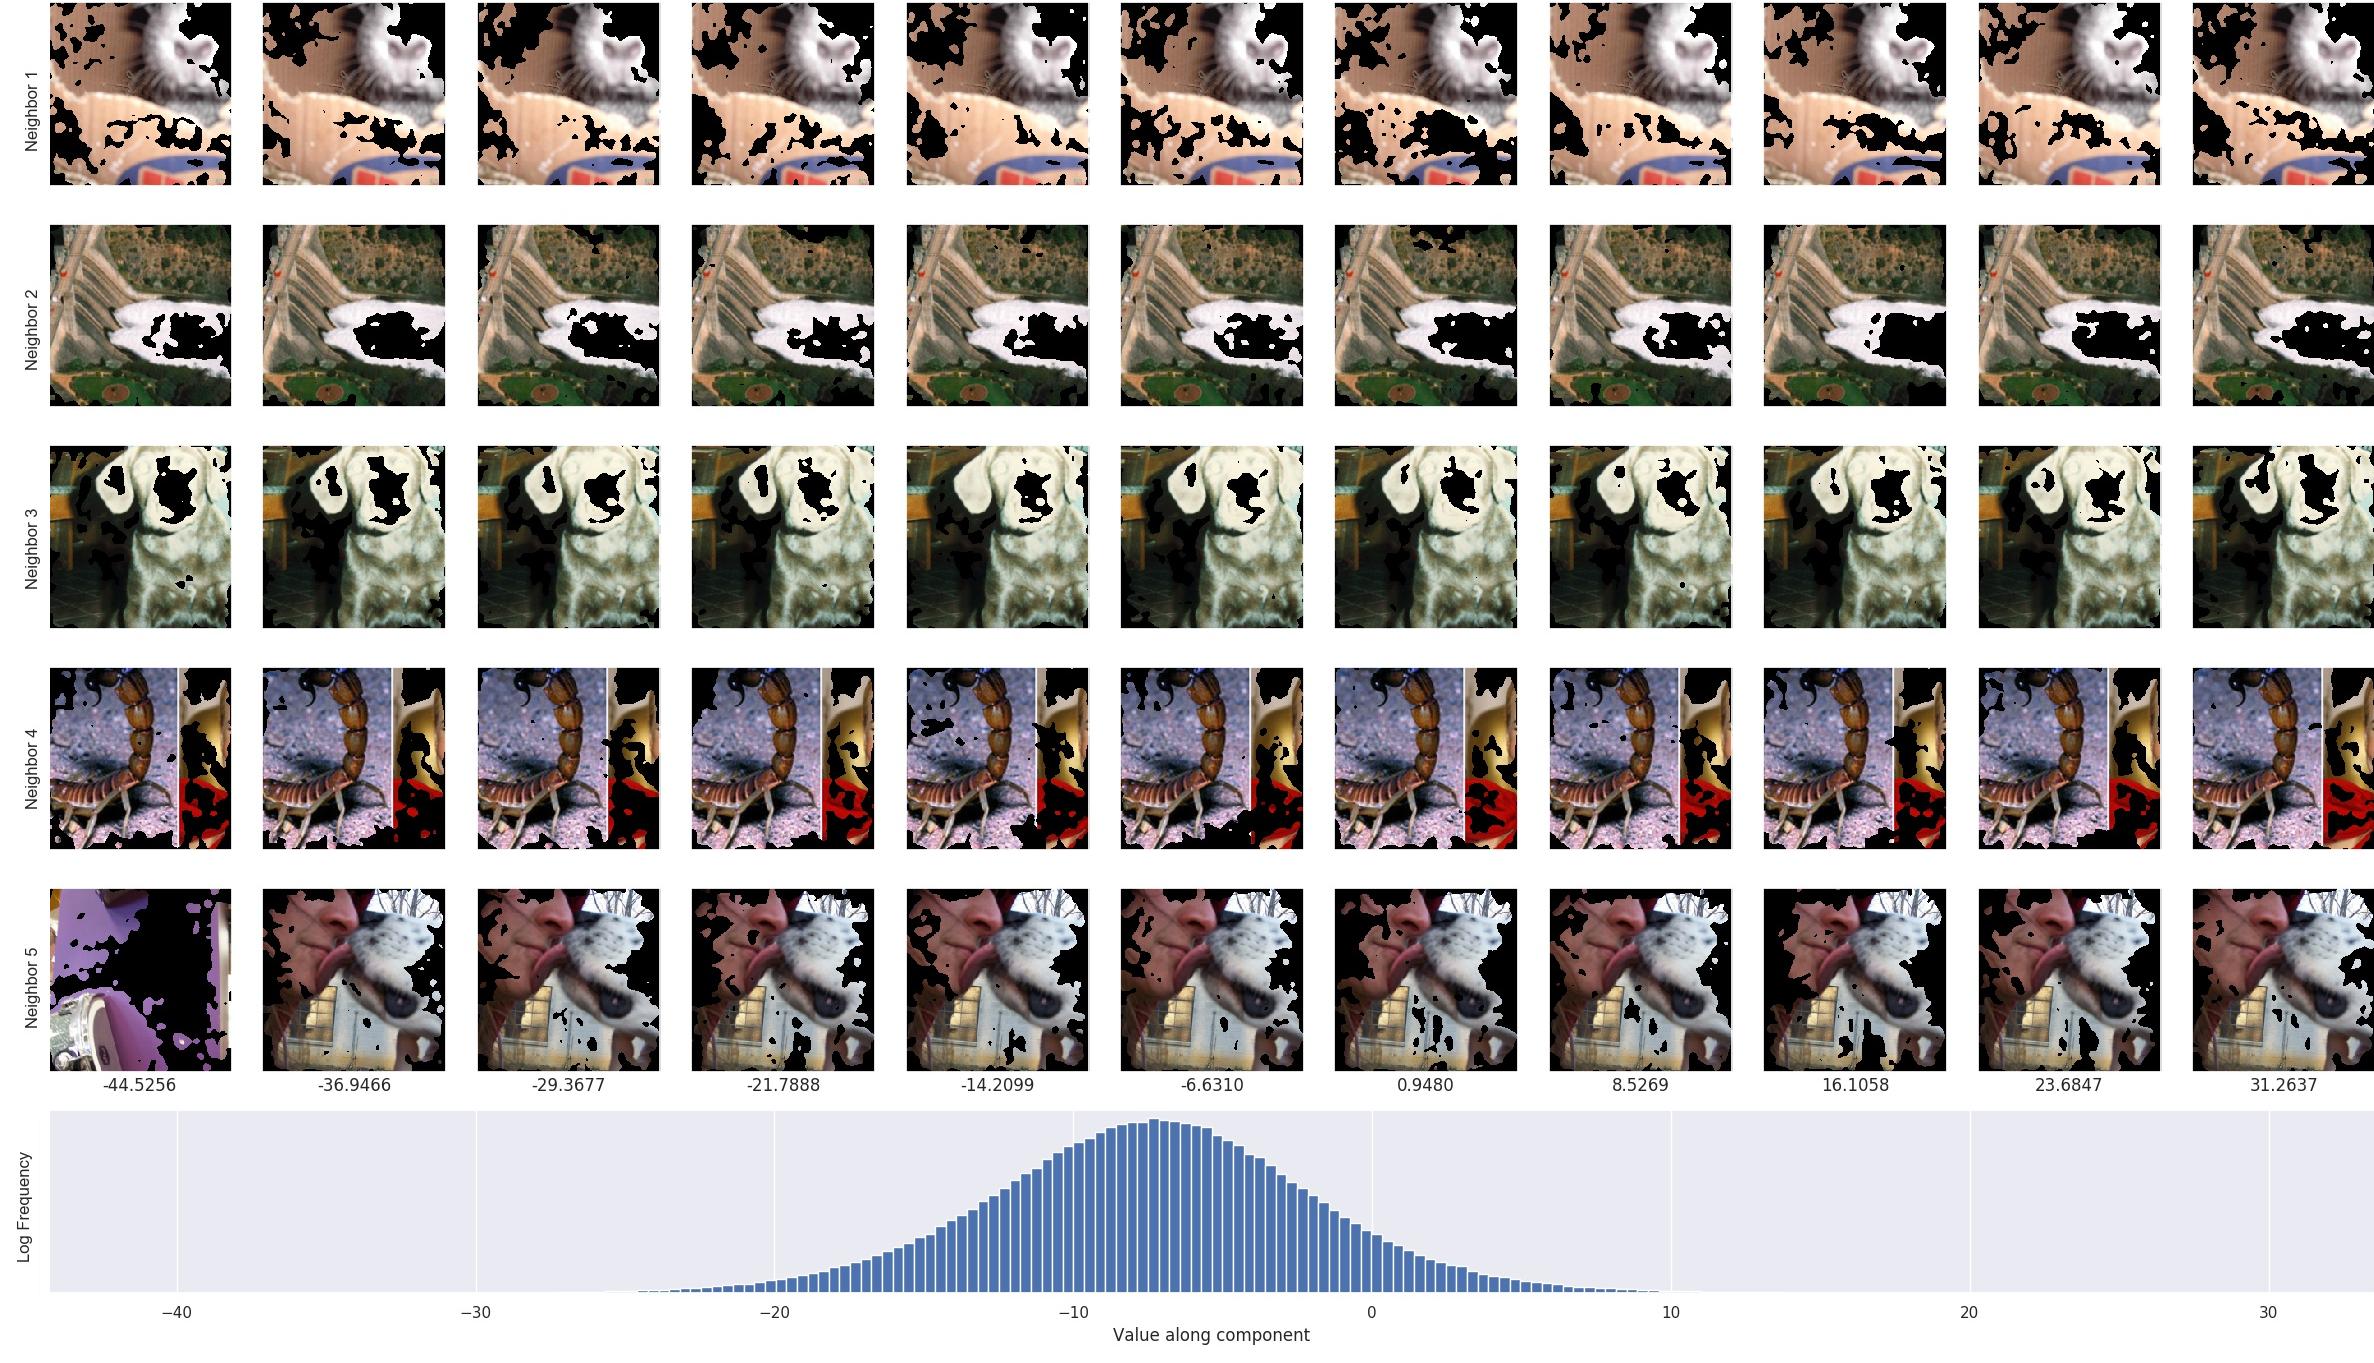 Neighbor 1
Neighbor 2
Neighbor 3
Neighbor 4
Neighbor 5
-44.5256 -36.9466 -29.3677 -21.7888 -14.2099 -6.6310 0.9480 8.5269 16.1058 23.6847 31.2637
Log Frequency
−40 −30 −20 −10 0 10 20 30
Value along component